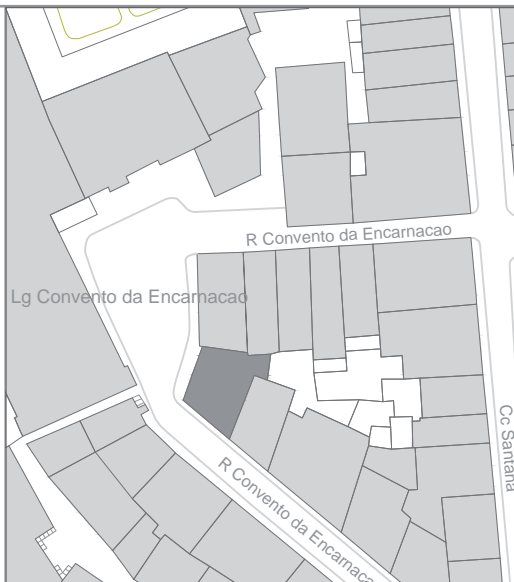 R Convento da Encarnacao
Lg Convento da Encarnacao
Cc Santana
R Convento da Encarnaca